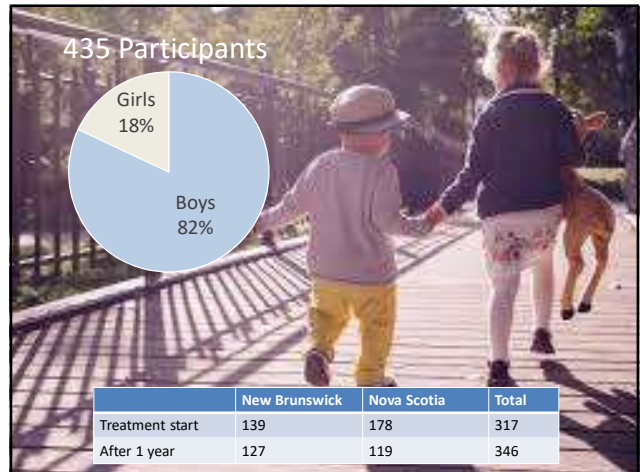 435 Participants
Girls
18%
Boys
82%
New Brunswick Nova Scotia Total
Treatment start 139 178 317
After 1 year 127 119 346